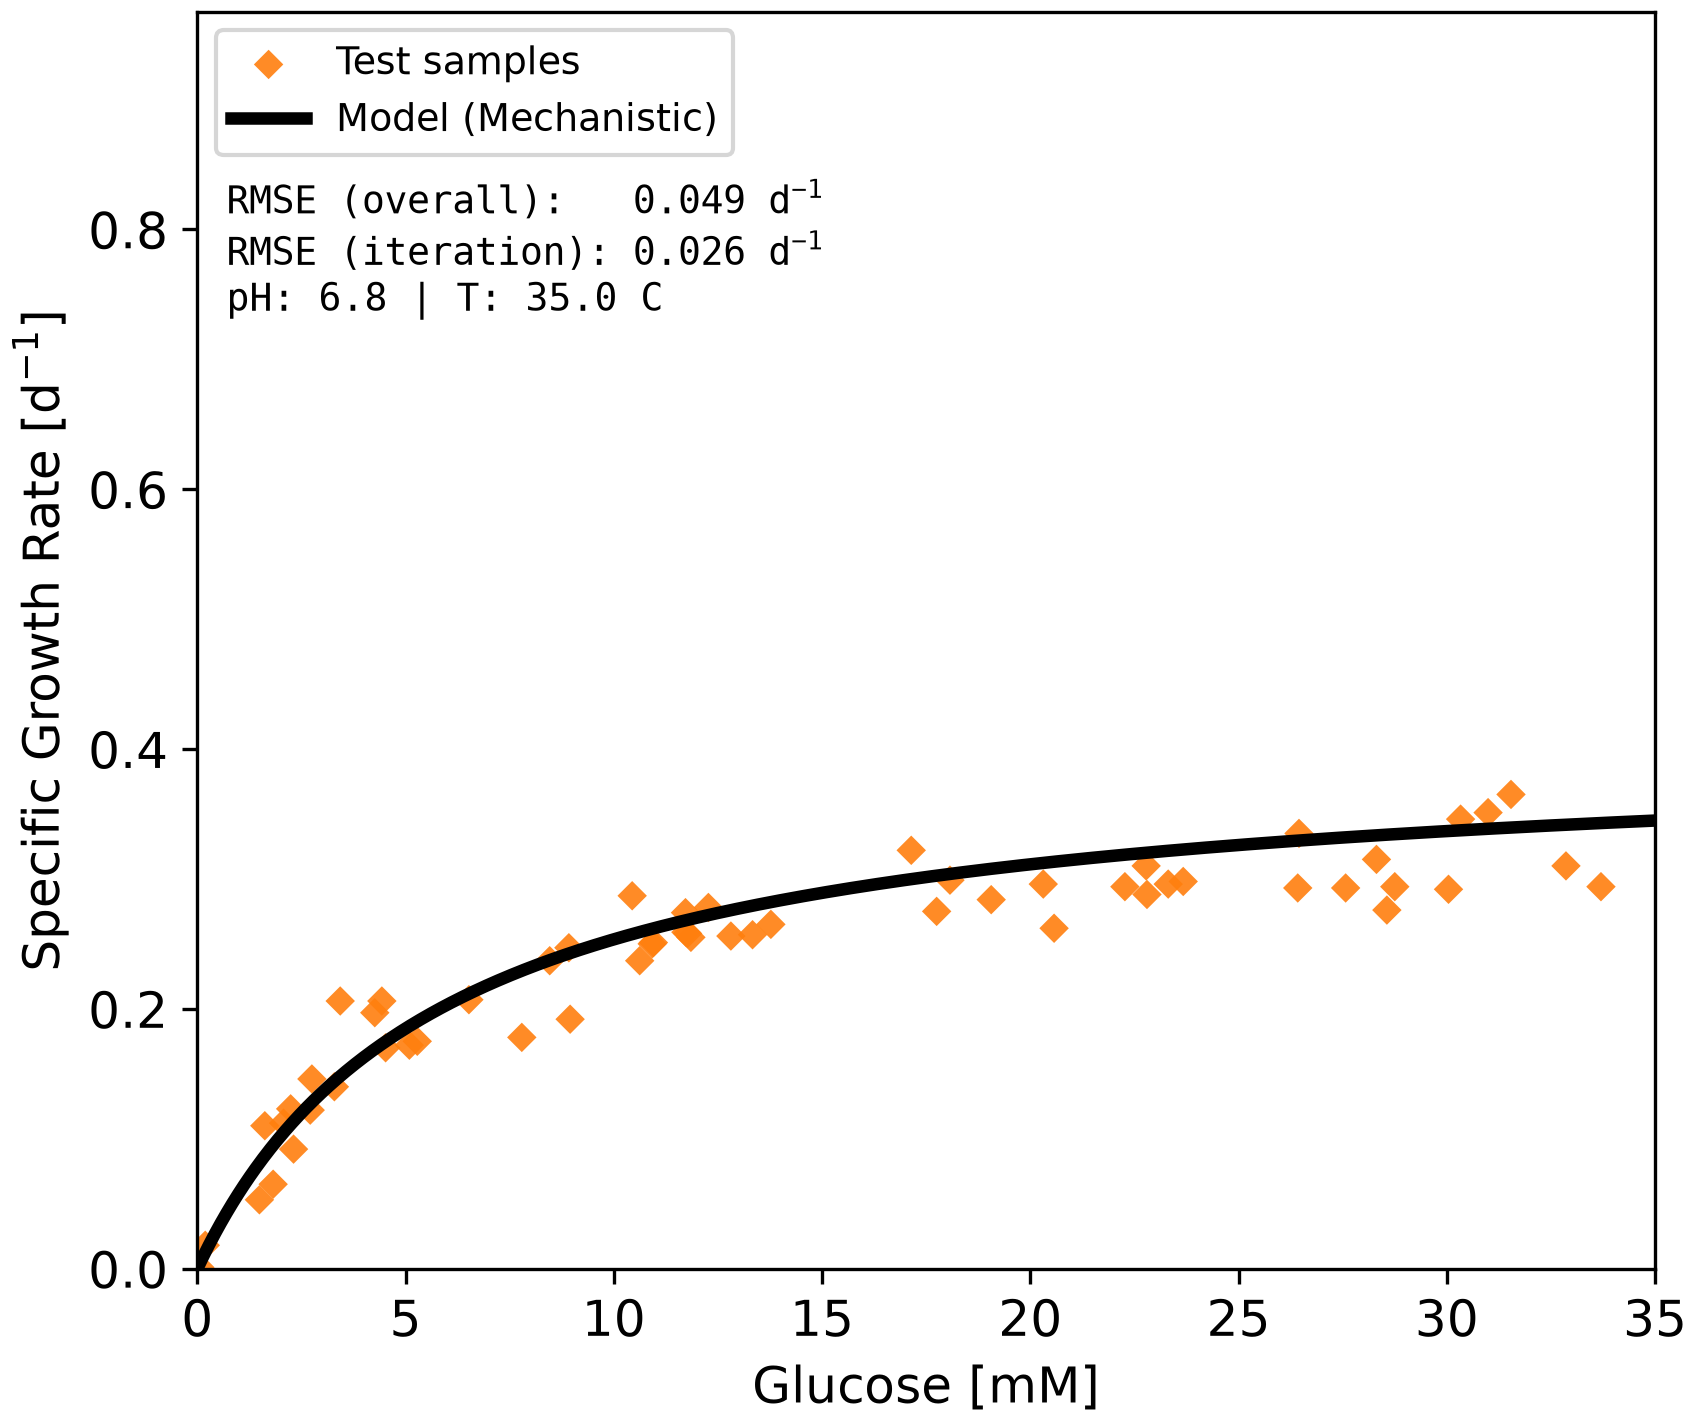 Test samples
Model (Mechanistic)
RMSE (overall):   0.049 d⁻¹
RMSE (iteration): 0.026 d⁻¹
pH: 6.8 | T: 35.0 C
Specific Growth Rate [d⁻¹]
0.8
0.6
0.4
0.2
0.0
0 5 10 15 20 25 30 35
Glucose [mM]